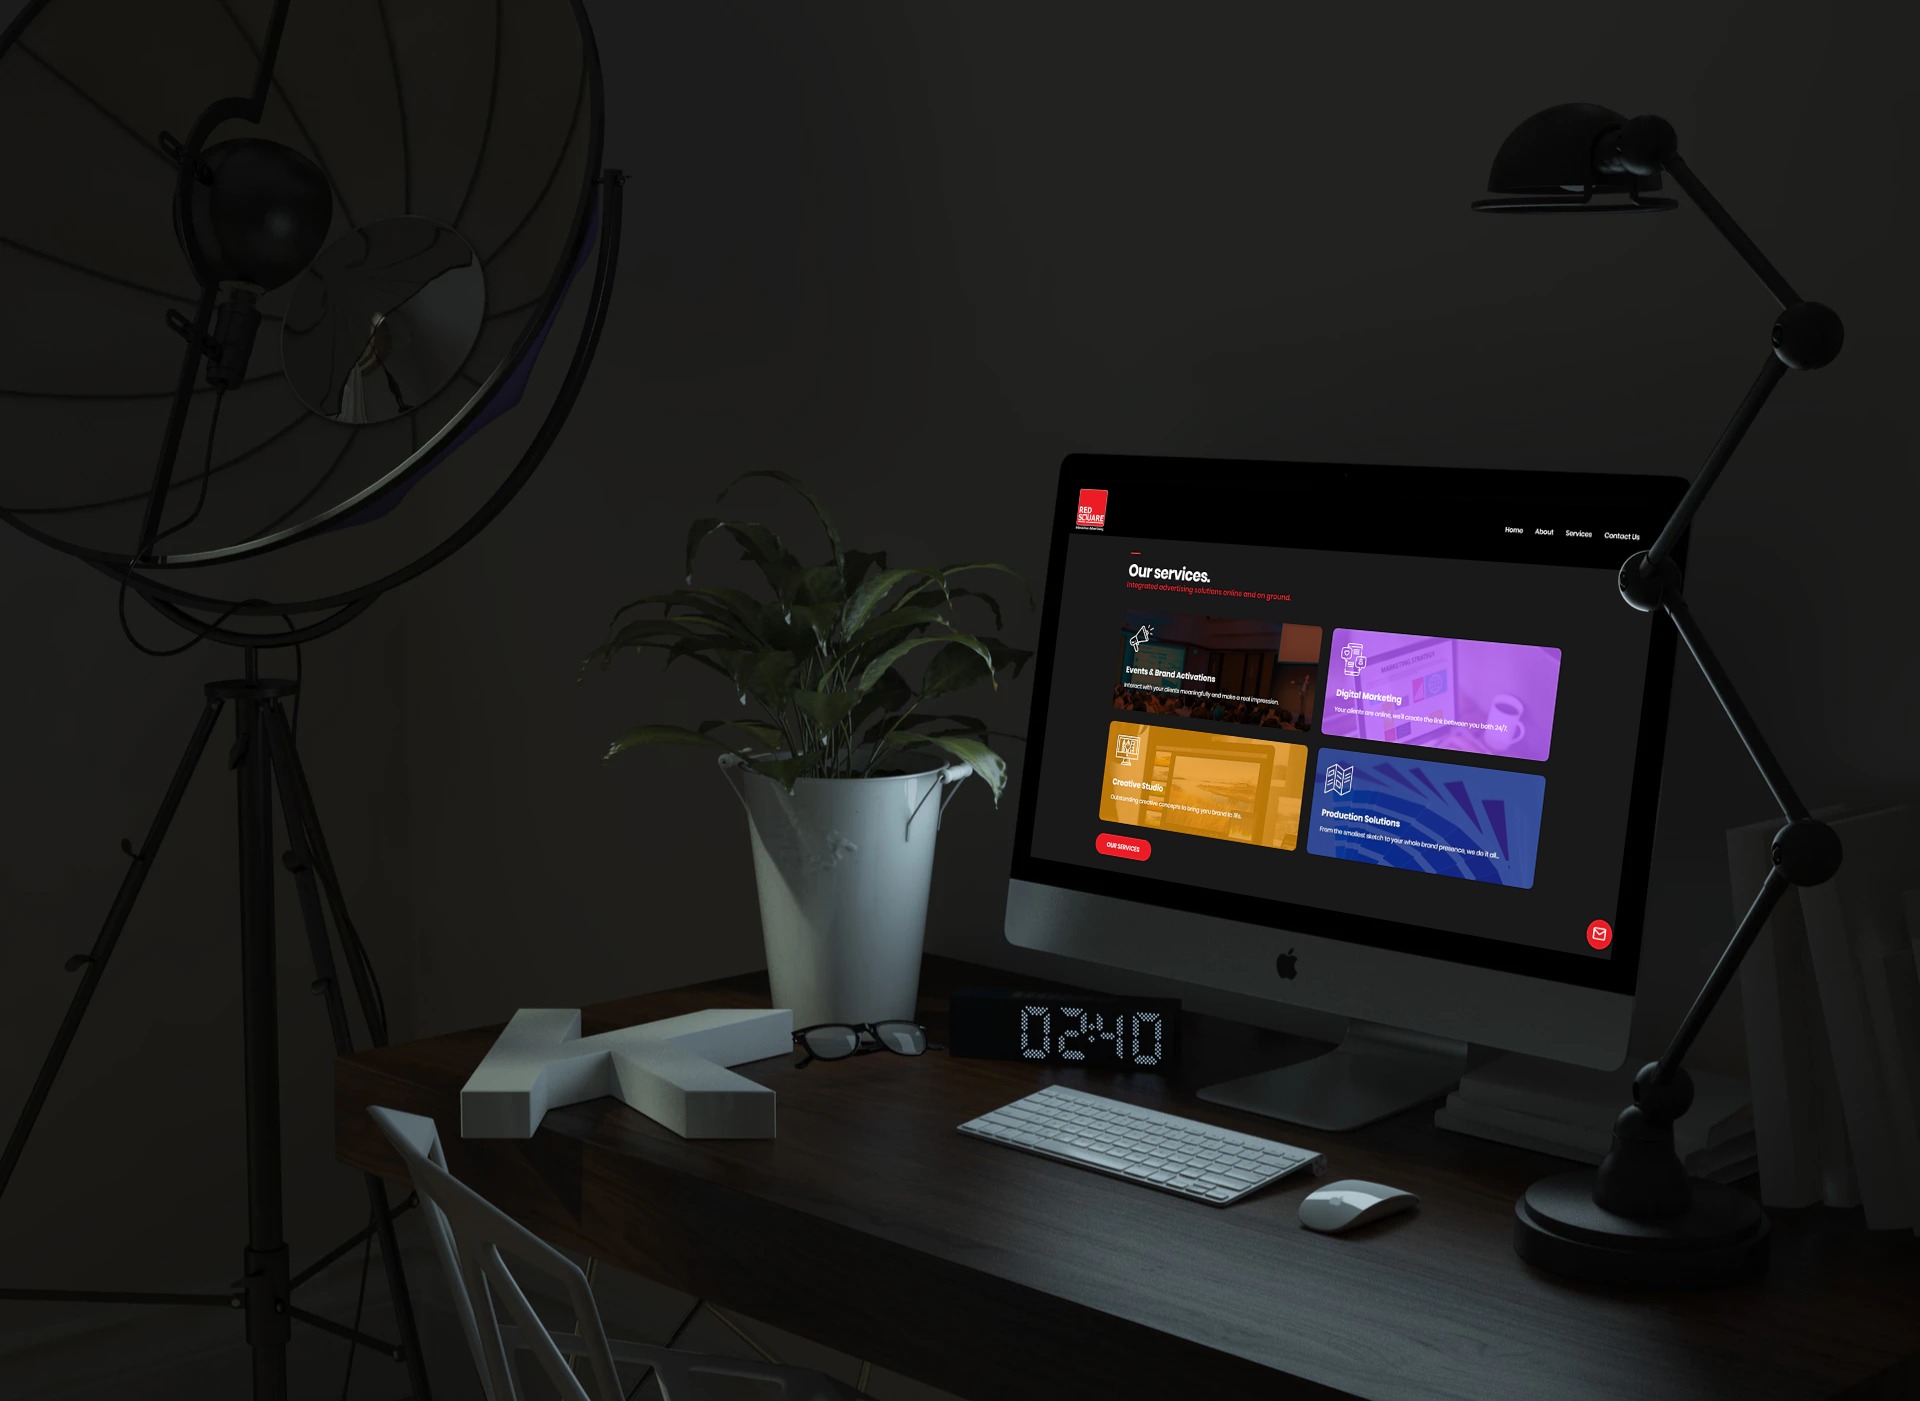 RED
SQUARE
Home About Services Contact Us
Our services.
Integrated advertising solutions online and on ground.
Events & Brand Activations
Interact with your clients meaningfully and make a real impression.
MARKETING STRATEGY
Digital Marketing
Your clients are online, we'll create the link between you both 24/7.
Creative Studio
Outstanding creative concepts to bring yoru brand to life.
Production Solutions
From the smallest sketch to your whole brand presence, we do it all...
OUR SERVICES
02:40
K